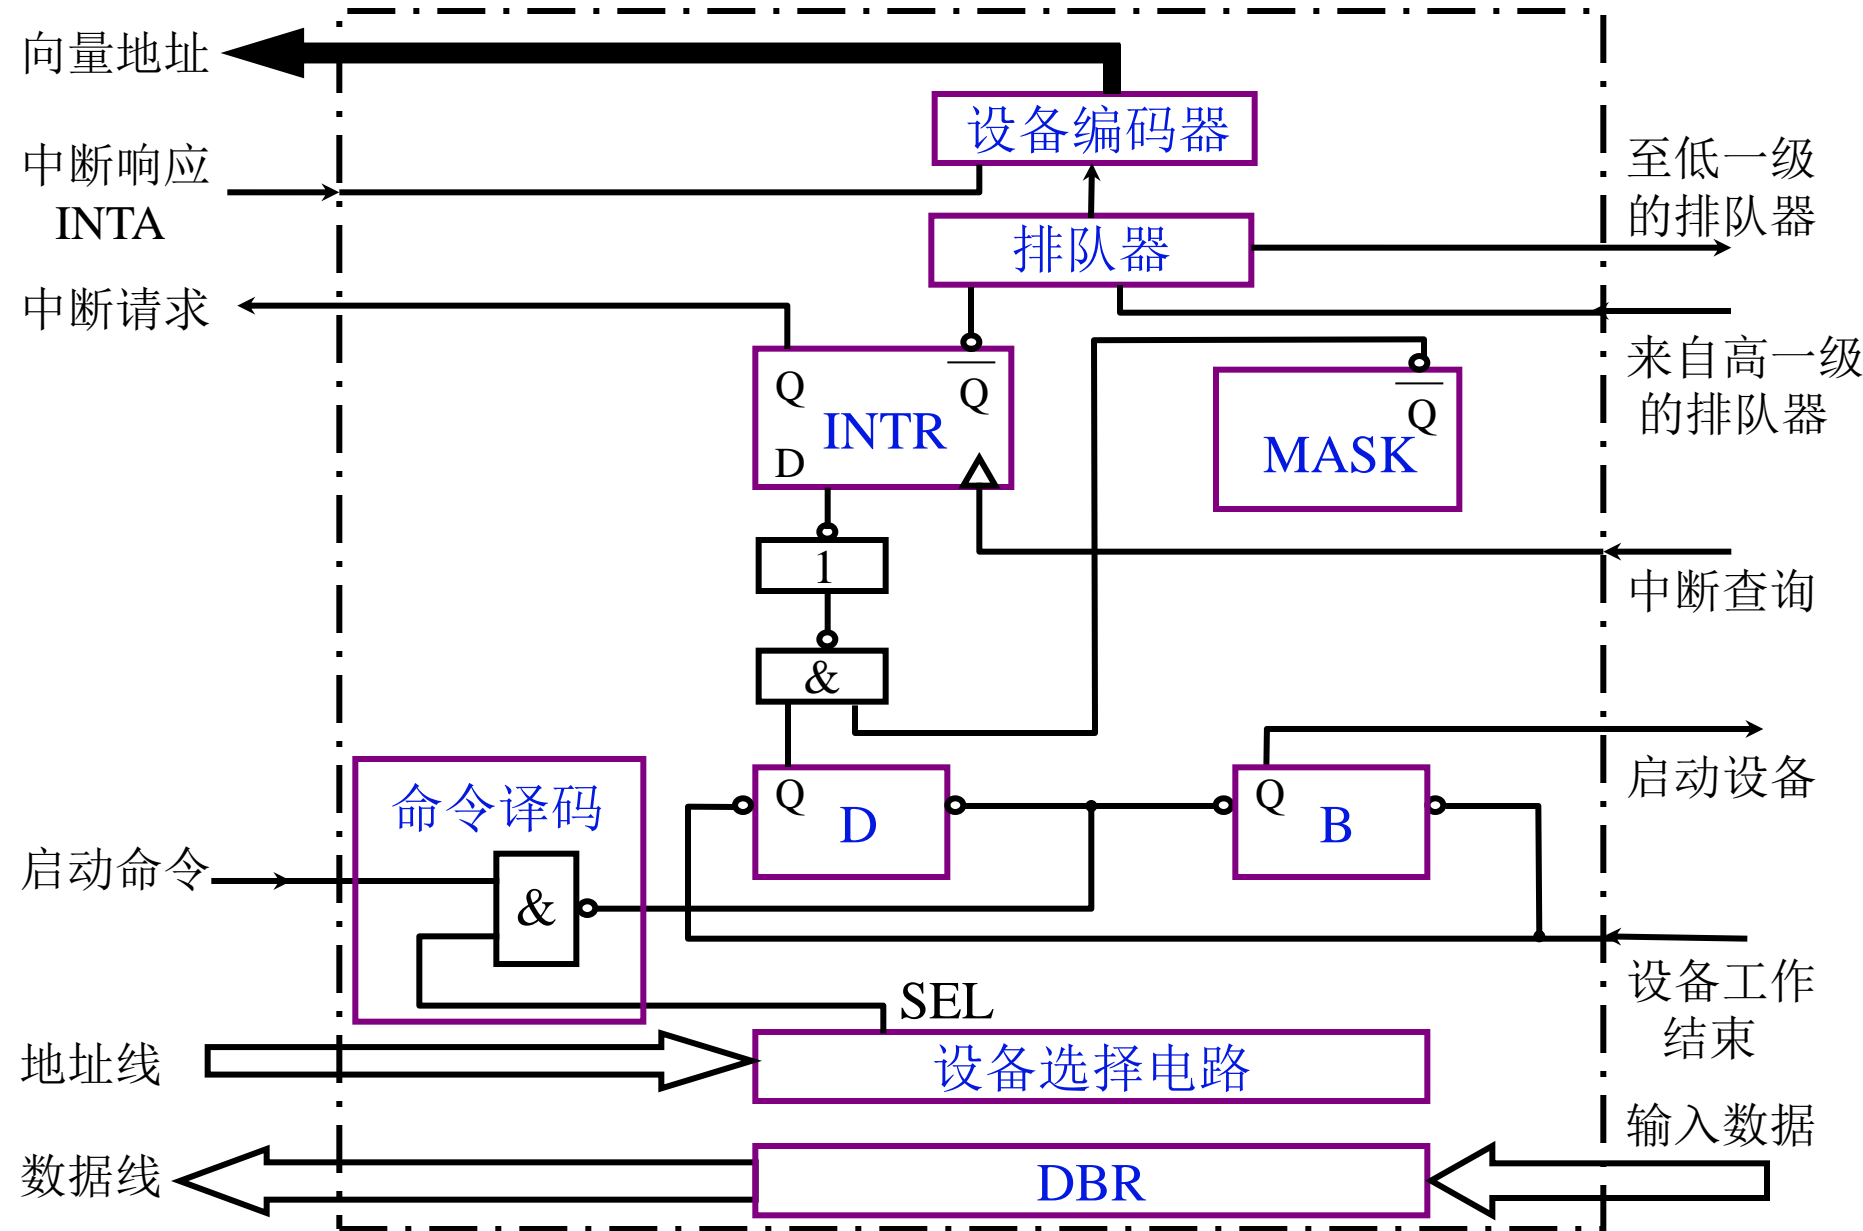 向量地址
设备编码器
中断响应
INTA
至低一级
的排队器
排队器
中断请求
来自高一级
的排队器
Q
Q
INTR
D
Q
MASK
1
中断查询
&
启动设备
命令译码
Q
D
Q
B
启动命令
&
设备工作
结束
SEL
地址线
设备选择电路
输入数据
数据线
DBR